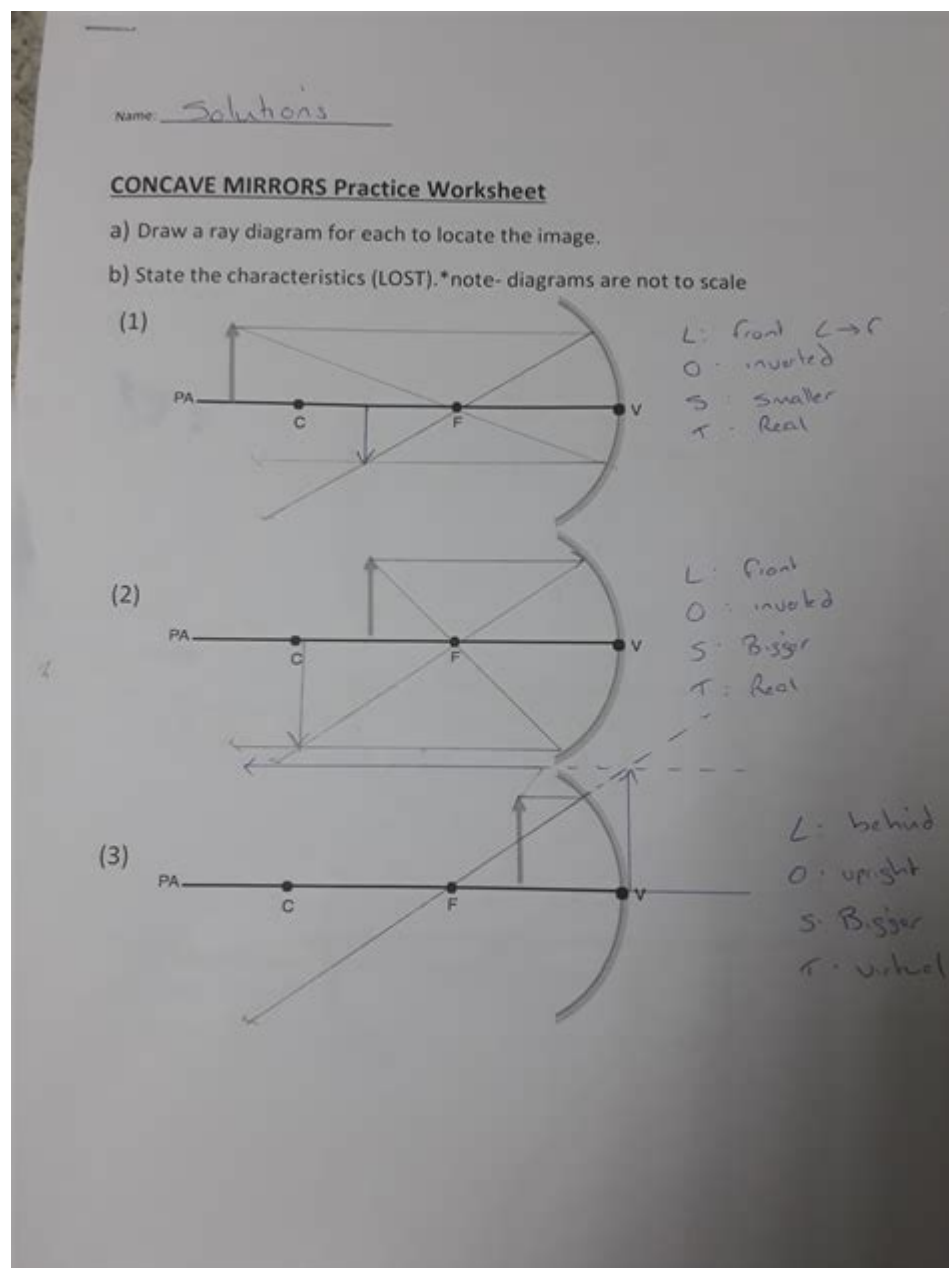 Name: Solutions
CONCAVE MIRRORS Practice Worksheet
a) Draw a ray diagram for each to locate the image.
b) State the characteristics (LOST).*note- diagrams are not to scale
(1)
L: front C→F
O: inverted
S: Smaller
T: Real
PA
C
F
V
(2)
L: front
O: inverted
S: Bigger
T: Real
PA
C
F
V
(3)
L: behind
O: upright
S: Bigger
T: virtual
PA
C
F
V